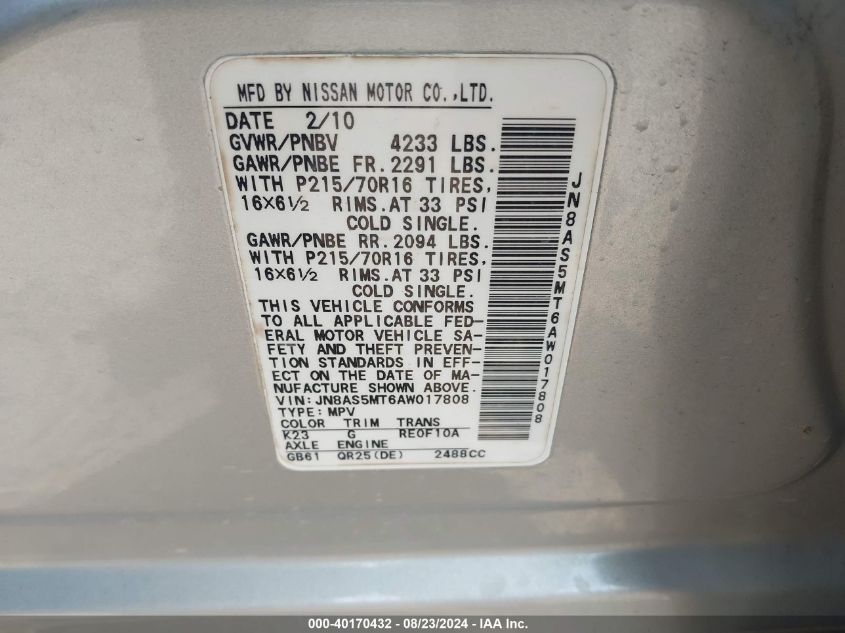 MFD BY NISSAN MOTOR CO.,LTD.
DATE 2/10
GVWR/PNBV 4233 LBS.
GAWR/PNBE FR.2291 LBS.
WITH P215/70R16 TIRES,
16×6½ RIMS.AT 33 PSI
COLD SINGLE.
GAWR/PNBE RR.2094 LBS.
WITH P215/70R16 TIRES,
16×6½ RIMS.AT 33 PSI
COLD SINGLE.
THIS VEHICLE CONFORMS
TO ALL APPLICABLE FED-
ERAL MOTOR VEHICLE SA-
FETY AND THEFT PREVEN-
TION STANDARDS IN EFF-
ECT ON THE DATE OF MA-
NUFACTURE SHOWN ABOVE.
VIN:JN8AS5MT6AW017808
TYPE:MPV
COLOR TRIM TRANS
K23 G RE0F10A
AXLE ENGINE
GB61 QR25(DE) 2488CC
JN8AS5MT6AW017808
000-40170432 - 08/23/2024 - IAA Inc.